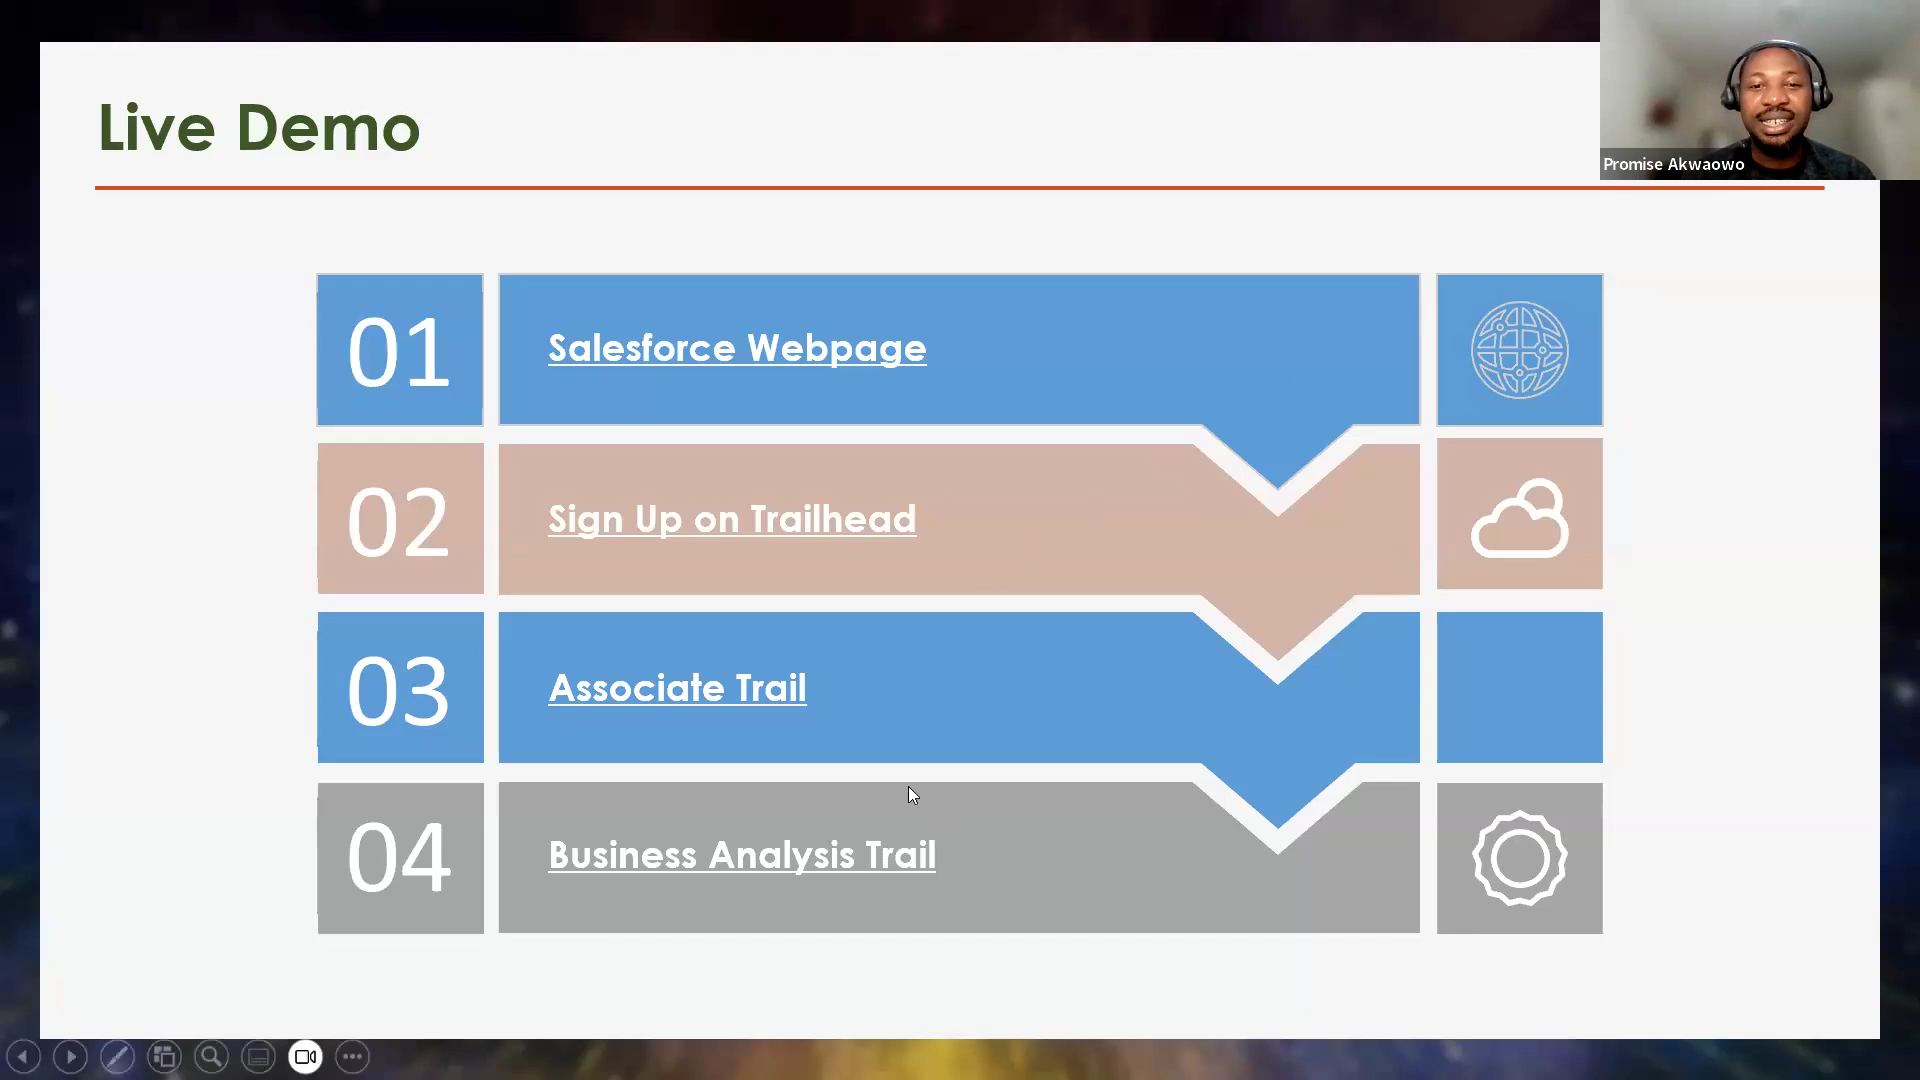 Live Demo
Promise Akwaowo
01
Salesforce Webpage
02
Sign Up on Trailhead
03
Associate Trail
04
Business Analysis Trail